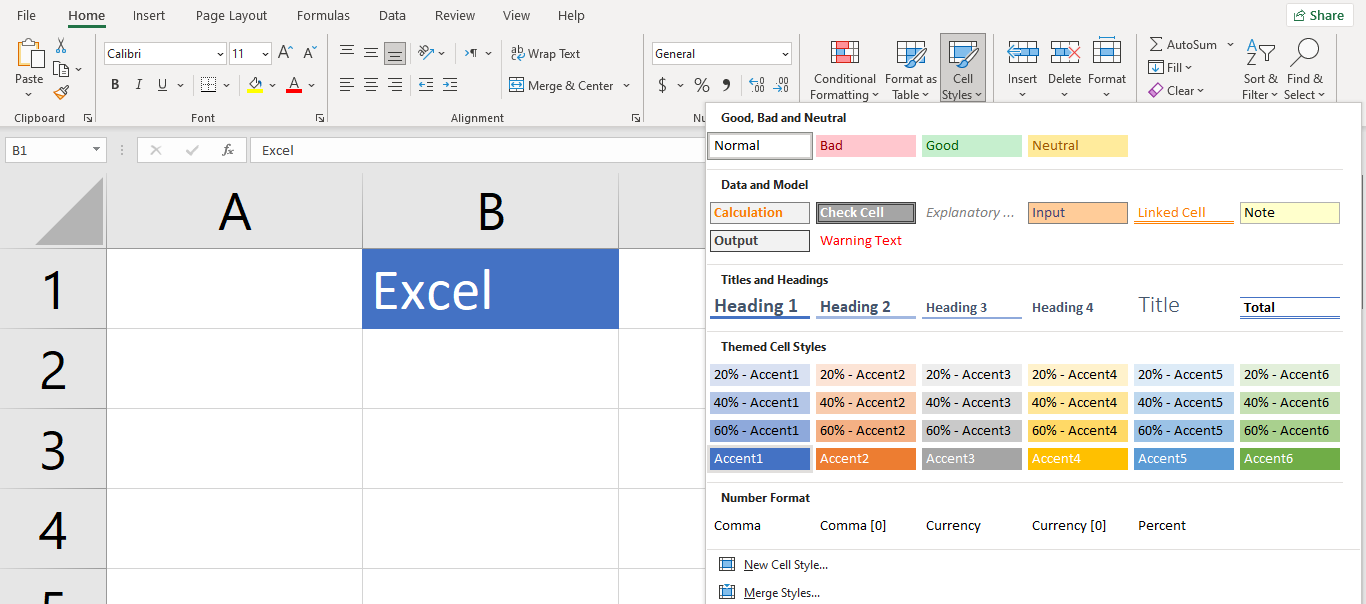 File Home Insert Page Layout Formulas Data Review View Help Share
Calibri 11 General AutoSum
Wrap Text
Paste Conditional Formatting Format as Table Cell Styles Insert Delete Format Fill Sort & Filter Find & Select
B I U A Merge & Center $ % Clear
Clipboard Font Alignment Nu
Good, Bad and Neutral
Normal Bad Good Neutral
B1 fx Excel
Data and Model
Calculation Check Cell Explanatory ... Input Linked Cell Note
Output Warning Text
A B
Titles and Headings
1 Excel
Heading 1 Heading 2 Heading 3 Heading 4 Title Total
Themed Cell Styles
2
20% - Accent1 20% - Accent2 20% - Accent3 20% - Accent4 20% - Accent5 20% - Accent6
40% - Accent1 40% - Accent2 40% - Accent3 40% - Accent4 40% - Accent5 40% - Accent6
60% - Accent1 60% - Accent2 60% - Accent3 60% - Accent4 60% - Accent5 60% - Accent6
3
Accent1 Accent2 Accent3 Accent4 Accent5 Accent6
Number Format
4
Comma Comma [0] Currency Currency [0] Percent
New Cell Style...
5
Merge Styles...